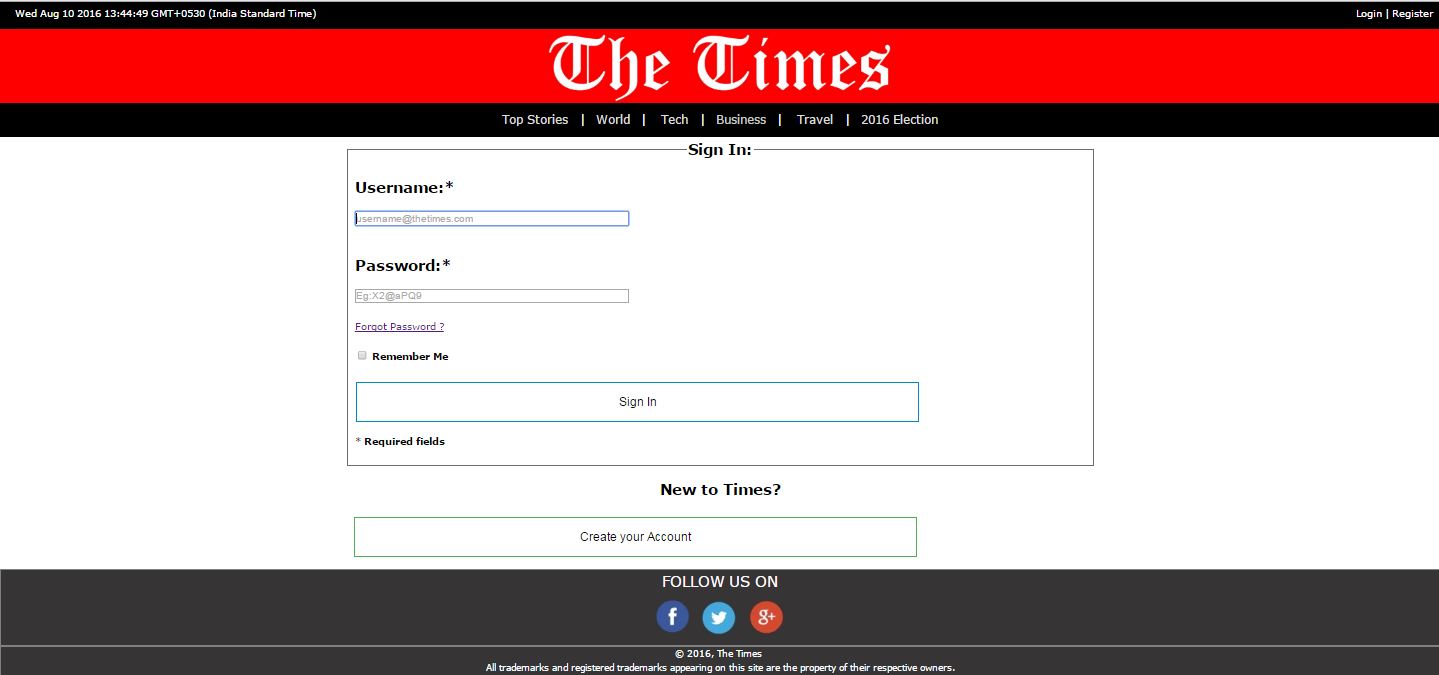 Wed Aug 10 2016 13:44:49 GMT+0530 (India Standard Time) Login | Register
The Times
Top Stories | World | Tech | Business | Travel | 2016 Election
Sign In:
Username:*
username@thetimes.com
Password:*
Eg:X2@aPQ9
Forgot Password ?
Remember Me
Sign In
* Required fields
New to Times?
Create your Account
FOLLOW US ON
f g+
© 2016, The Times
All trademarks and registered trademarks appearing on this site are the property of their respective owners.